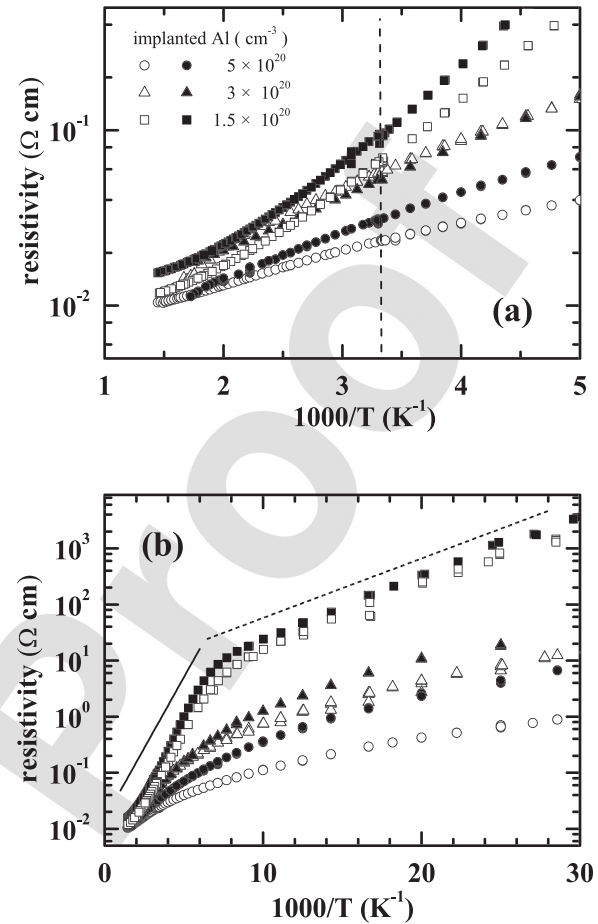 implanted Al ( cm⁻³)
5 × 10²⁰
3 × 10²⁰
1.5 × 10²⁰
resistivity (Ω cm)
10⁻¹
10⁻²
(a)
1 2 3 4 5
1000/T (K⁻¹)
(b)
resistivity (Ω cm)
10³
10²
10¹
10⁰
10⁻¹
10⁻²
0 10 20 30
1000/T (K⁻¹)
Proof